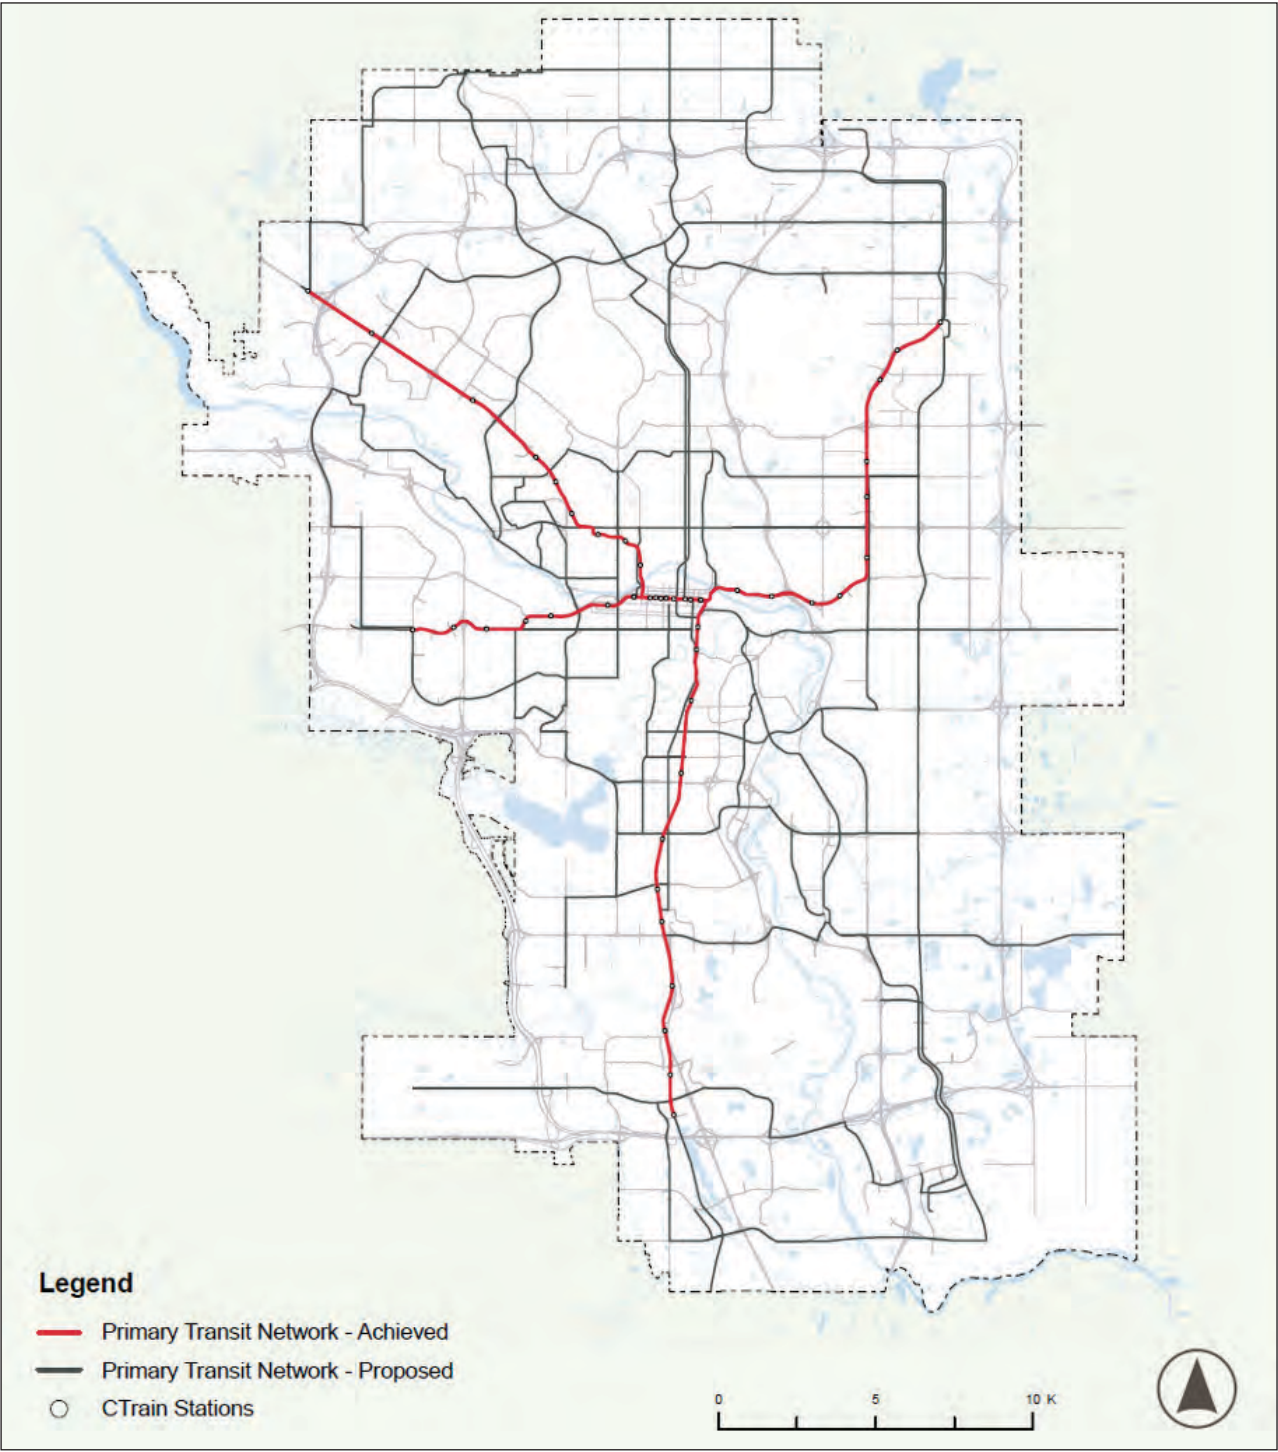 Legend
Primary Transit Network - Achieved
Primary Transit Network - Proposed
CTrain Stations
0 5 10 K